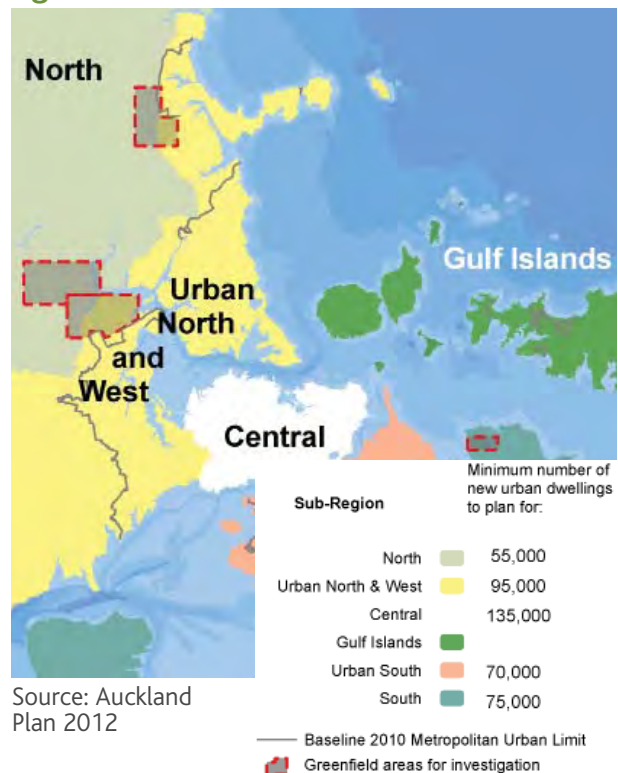 North
Gulf Islands
Urban
North
and
West
Central
Minimum number of
new urban dwellings
to plan for:
Sub-Region
North 55,000
Urban North & West 95,000
Central 135,000
Gulf Islands
Urban South 70,000
South 75,000
Source: Auckland
Plan 2012
Baseline 2010 Metropolitan Urban Limit
Greenfield areas for investigation